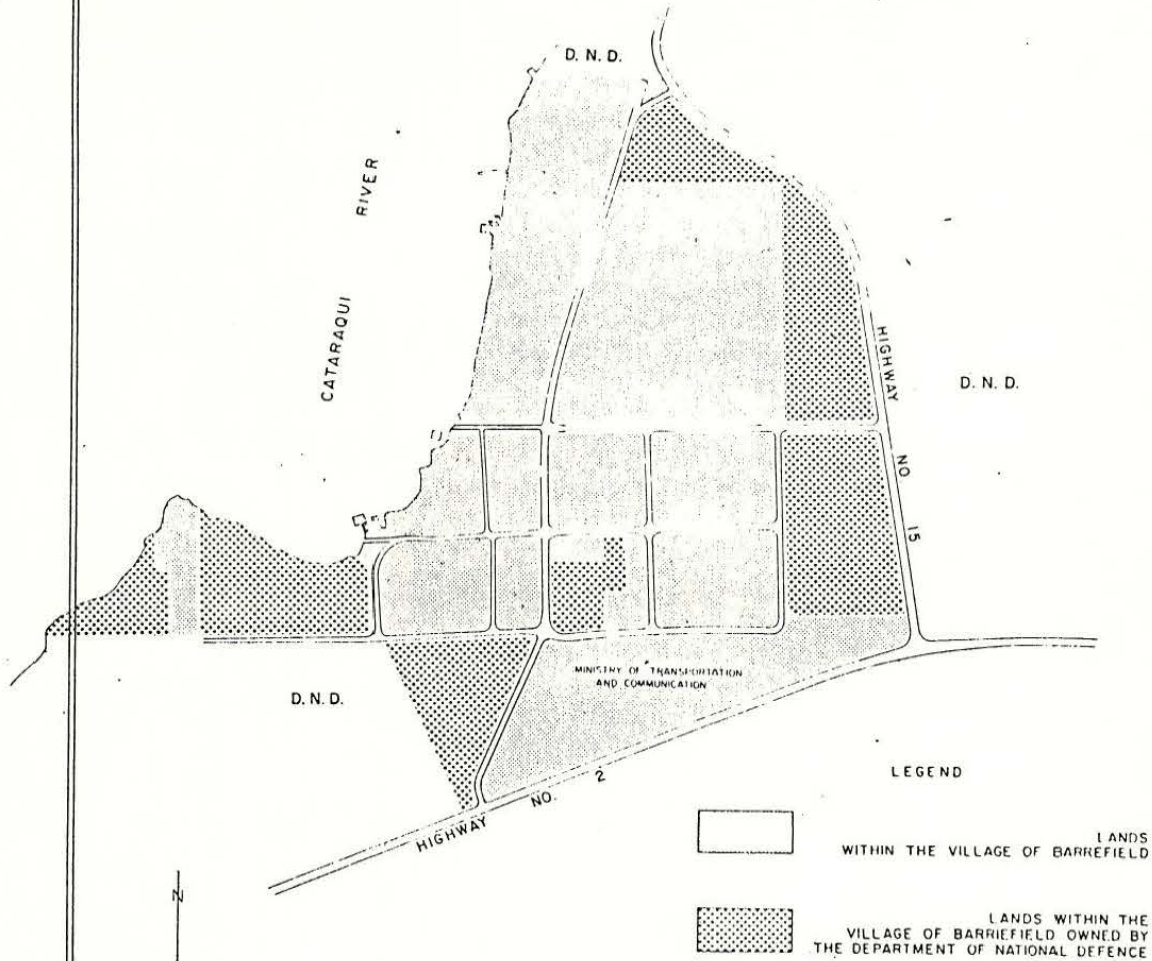 D. N. D.
CATARAQUI RIVER
HIGHWAY NO 15
D. N. D.
MINISTRY OF TRANSPORTATION
AND COMMUNICATION
D. N. D.
HIGHWAY NO. 2
LEGEND
LANDS
WITHIN THE VILLAGE OF BARREFIELD
LANDS WITHIN THE
VILLAGE OF BARRIEFIELD OWNED BY
THE DEPARTMENT OF NATIONAL DEFENCE
N